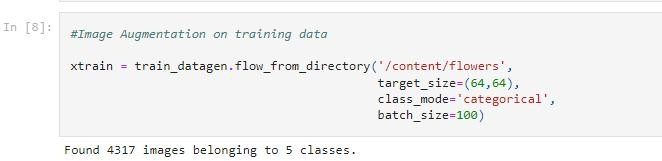 In [8]:
#Image Augmentation on training data
xtrain = train_datagen.flow_from_directory('/content/flowers',
target_size=(64,64),
class_mode='categorical',
batch_size=100)
Found 4317 images belonging to 5 classes.